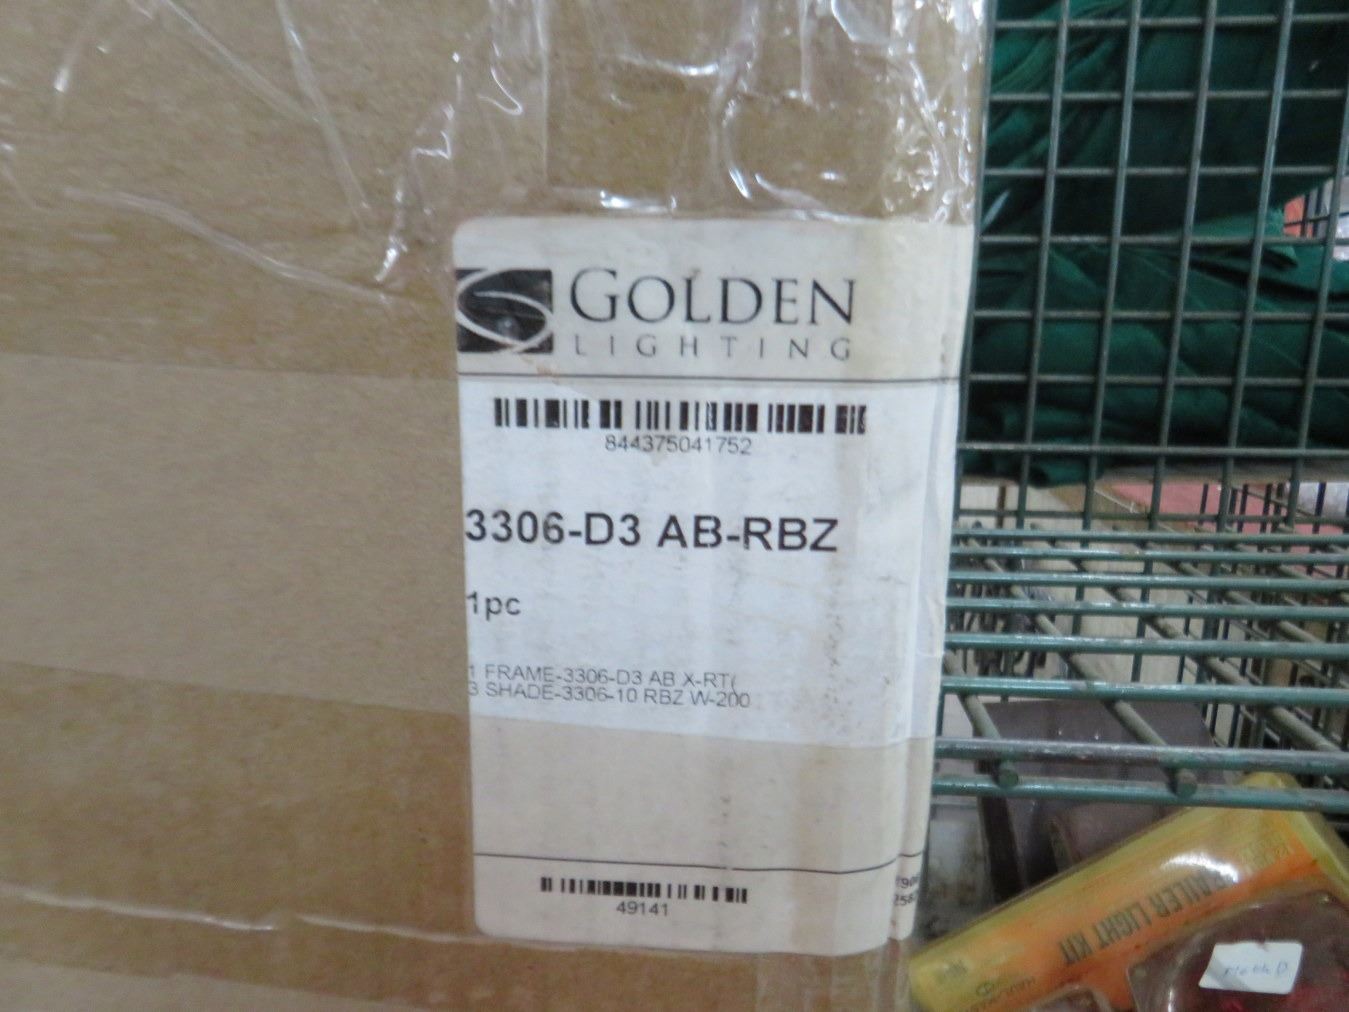 GOLDEN
LIGHTING
844375041752
3306-D3 AB-RBZ
1pc
1 FRAME-3306-D3 AB X-RT(
3 SHADE-3306-10 RBZ W-200
49141
TRAILER LIGHT KIT